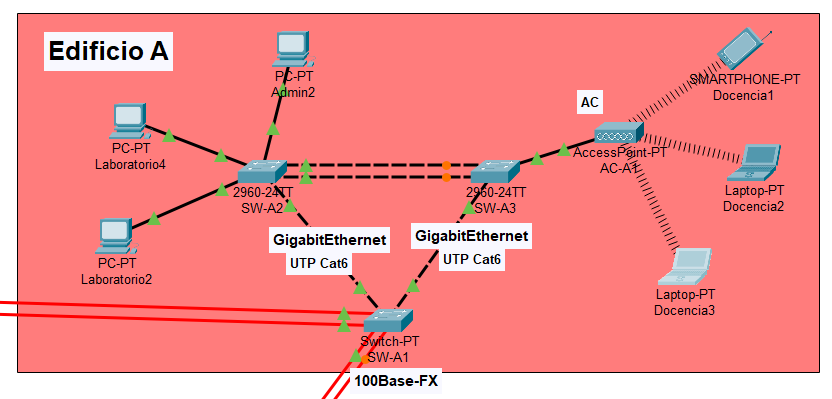 Edificio A
PC-PT
Admin2
SMARTPHONE-PT
Docencia1
AC
PC-PT
Laboratorio4
AccessPoint-PT
AC-A1
2960-24TT
SW-A2
2960-24TT
SW-A3
Laptop-PT
Docencia2
GigabitEthernet
UTP Cat6
GigabitEthernet
UTP Cat6
PC-PT
Laboratorio2
Laptop-PT
Docencia3
Switch-PT
SW-A1
100Base-FX